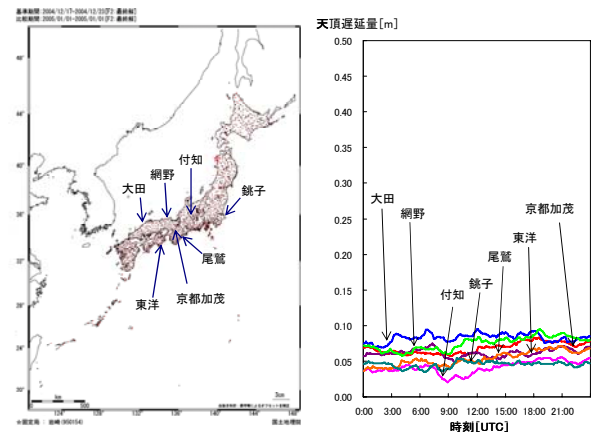 基準期間 2004/12/17-2004/12/23[F2 最終解]
比較期間 2005/01/01-2005/01/01[F2 最終解]
付知
網野
大田
銚子
尾鷲
東洋
京都加茂
国土地理院
天頂遅延量[m]
0.50
0.40
0.30
0.25
0.20
0.15
0.10
0.05
0.00
大田
網野
京都加茂
東洋
尾鷲
銚子
付知
0:00 3:00 6:00 9:00 12:00 15:00 18:00 21:00
時刻[UTC]